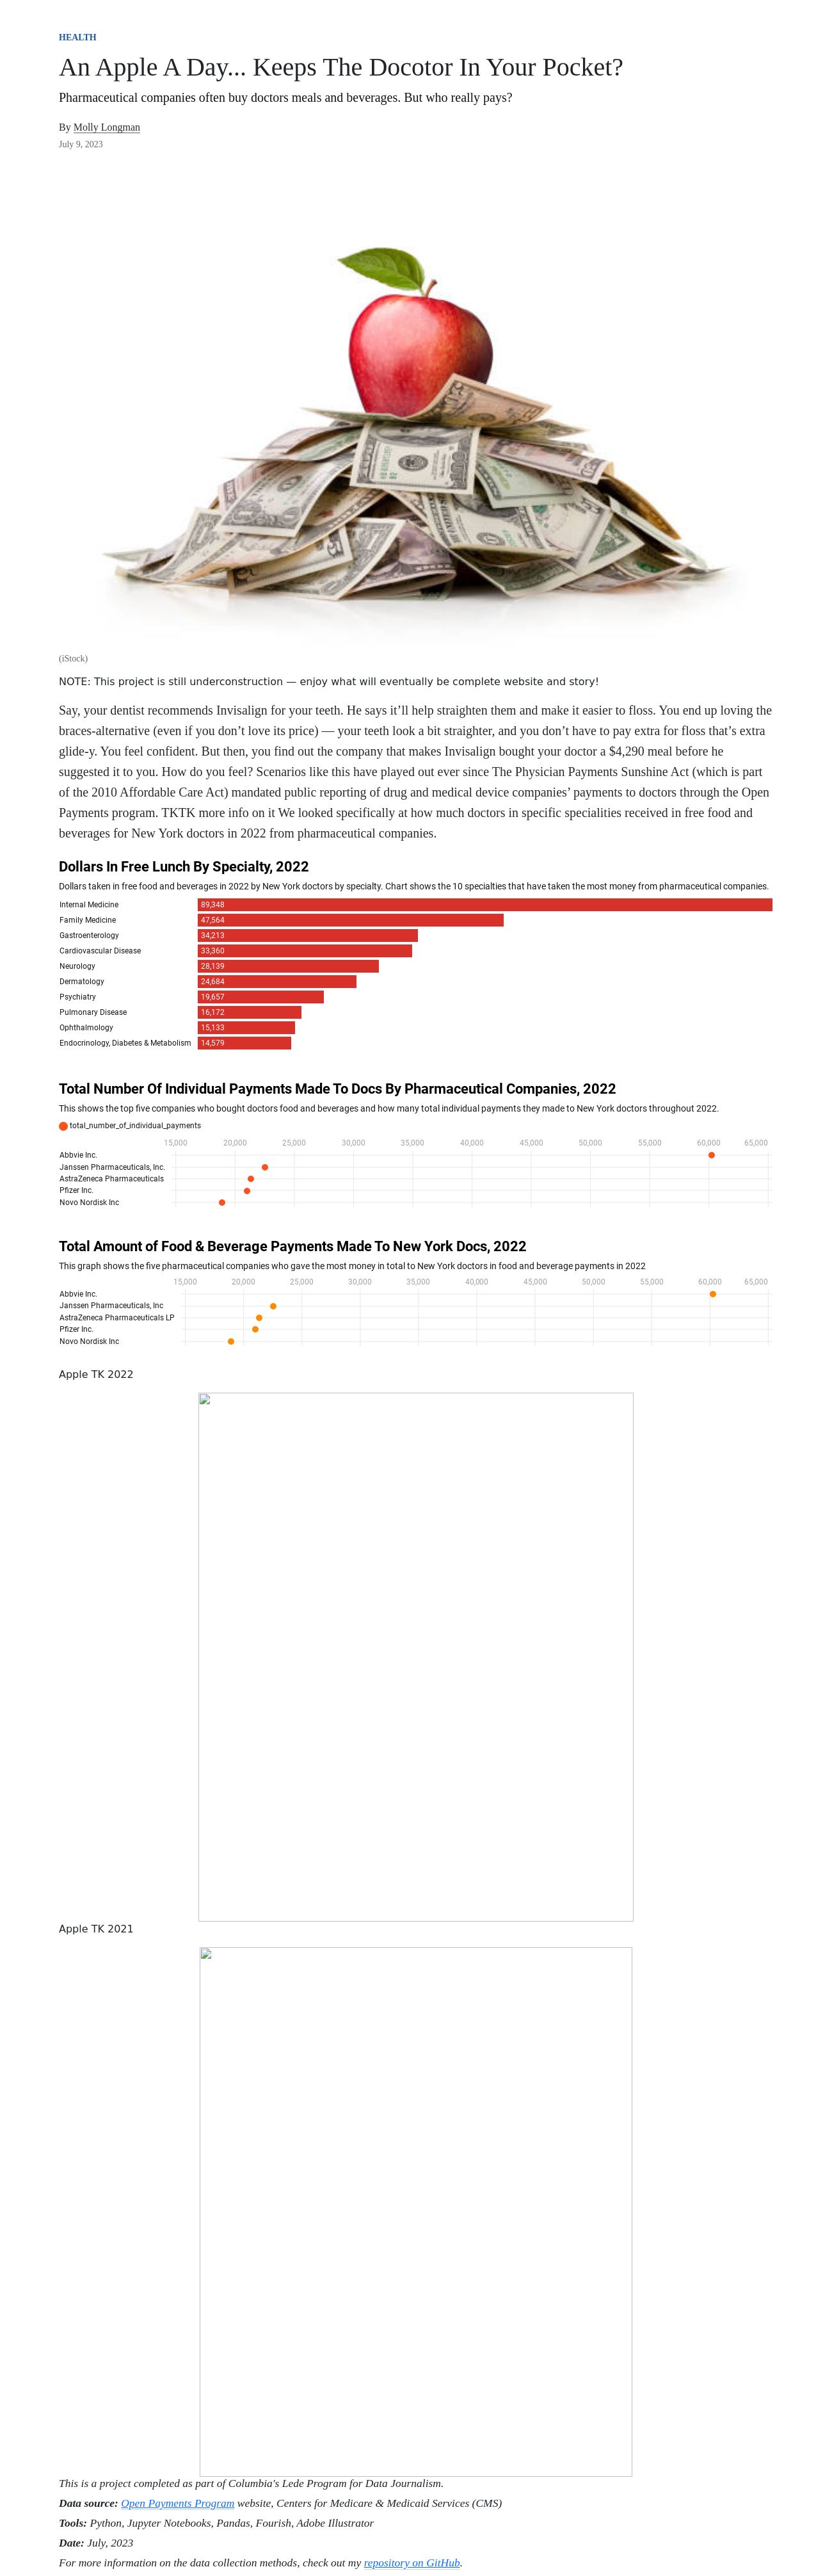 HEALTH
An Apple A Day... Keeps The Docotor In Your Pocket?
Pharmaceutical companies often buy doctors meals and beverages. But who really pays?
By Molly Longman
July 9, 2023
(iStock)
NOTE: This project is still underconstruction — enjoy what will eventually be complete website and story!
Say, your dentist recommends Invisalign for your teeth. He says it’ll help straighten them and make it easier to floss. You end up loving the
braces-alternative (even if you don’t love its price) — your teeth look a bit straighter, and you don’t have to pay extra for floss that’s extra
glide-y. You feel confident. But then, you find out the company that makes Invisalign bought your doctor a $4,290 meal before he
suggested it to you. How do you feel? Scenarios like this have played out ever since The Physician Payments Sunshine Act (which is part
of the 2010 Affordable Care Act) mandated public reporting of drug and medical device companies’ payments to doctors through the Open
Payments program. TKTK more info on it We looked specifically at how much doctors in specific specialities received in free food and
beverages for New York doctors in 2022 from pharmaceutical companies.
Dollars In Free Lunch By Specialty, 2022
Dollars taken in free food and beverages in 2022 by New York doctors by specialty. Chart shows the 10 specialties that have taken the most money from pharmaceutical companies.
Internal Medicine 89,348
Family Medicine 47,564
Gastroenterology 34,213
Cardiovascular Disease 33,360
Neurology 28,139
Dermatology 24,684
Psychiatry 19,657
Pulmonary Disease 16,172
Ophthalmology 15,133
Endocrinology, Diabetes & Metabolism 14,579
Total Number Of Individual Payments Made To Docs By Pharmaceutical Companies, 2022
This shows the top five companies who bought doctors food and beverages and how many total individual payments they made to New York doctors throughout 2022.
total_number_of_individual_payments
15,000 20,000 25,000 30,000 35,000 40,000 45,000 50,000 55,000 60,000 65,000
Abbvie Inc.
Janssen Pharmaceuticals, Inc.
AstraZeneca Pharmaceuticals
Pfizer Inc.
Novo Nordisk Inc
Total Amount of Food & Beverage Payments Made To New York Docs, 2022
This graph shows the five pharmaceutical companies who gave the most money in total to New York doctors in food and beverage payments in 2022
15,000 20,000 25,000 30,000 35,000 40,000 45,000 50,000 55,000 60,000 65,000
Abbvie Inc.
Janssen Pharmaceuticals, Inc
AstraZeneca Pharmaceuticals LP
Pfizer Inc.
Novo Nordisk Inc
Apple TK 2022
Apple TK 2021
This is a project completed as part of Columbia's Lede Program for Data Journalism.
Data source: Open Payments Program website, Centers for Medicare & Medicaid Services (CMS)
Tools: Python, Jupyter Notebooks, Pandas, Fourish, Adobe Illustrator
Date: July, 2023
For more information on the data collection methods, check out my repository on GitHub.